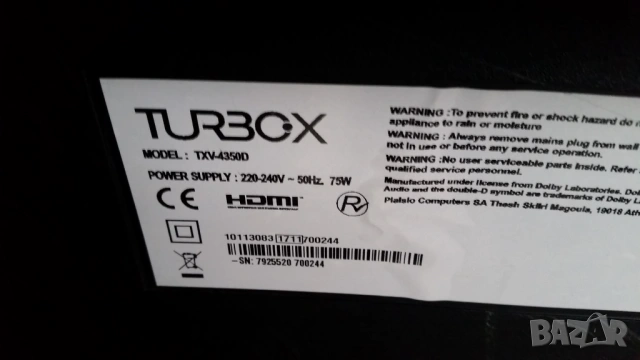 TURBOX
MODEL : TXV-4350D
POWER SUPPLY : 220-240V ~ 50Hz. 75W
CE HDMI
10113003 1711 700244
-SN: 7925520 700244
WARNING :To prevent fire or shock hazard do no
appliance to rain or moisture
WARNING : Always remove mains plug from wall
not in use or before any service operation.
WARNING :No user serviceable parts inside. Refer
qualified service personnel.
Manufactured under license from Dolby Laboratories. Do
Audio and the double-D symbol are trademarks of Dolby La
Plaisio Computers SA Thesh Skliri Magoula, 19018 Ath
BAZAR